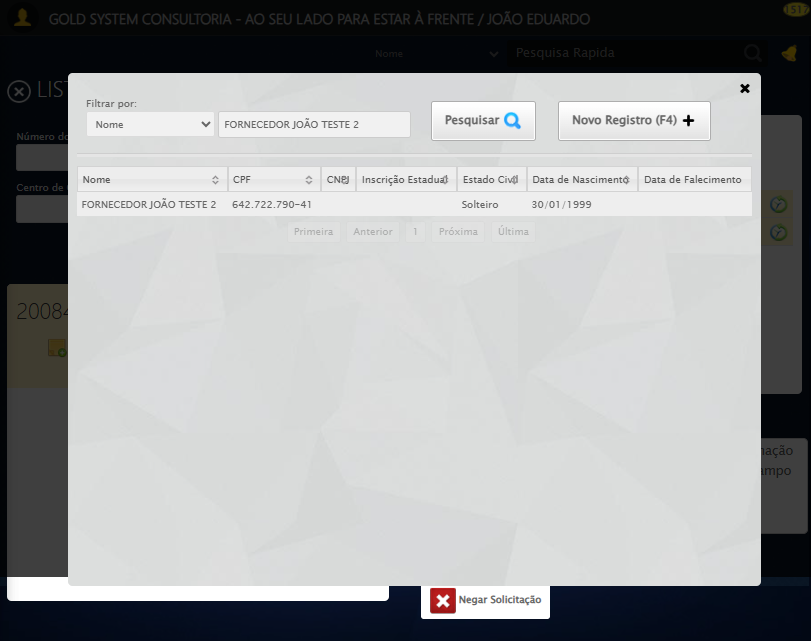 GOLD SYSTEM CONSULTORIA - AO SEU LADO PARA ESTAR À FRENTE / JOÃO EDUARDO
Nome
Pesquisa Rapida
LIS
Filtrar por:
Nome
FORNECEDOR JOÃO TESTE 2
Pesquisar
Novo Registro (F4)
Número do
Centro de
Nome CPF CNPJ Inscrição Estadual Estado Civil Data de Nascimento Data de Falecimento
FORNECEDOR JOÃO TESTE 2 642.722.790-41 Solteiro 30/01/1999
Primeira Anterior 1 Próxima Última
20084
mação
ampo
Negar Solicitação